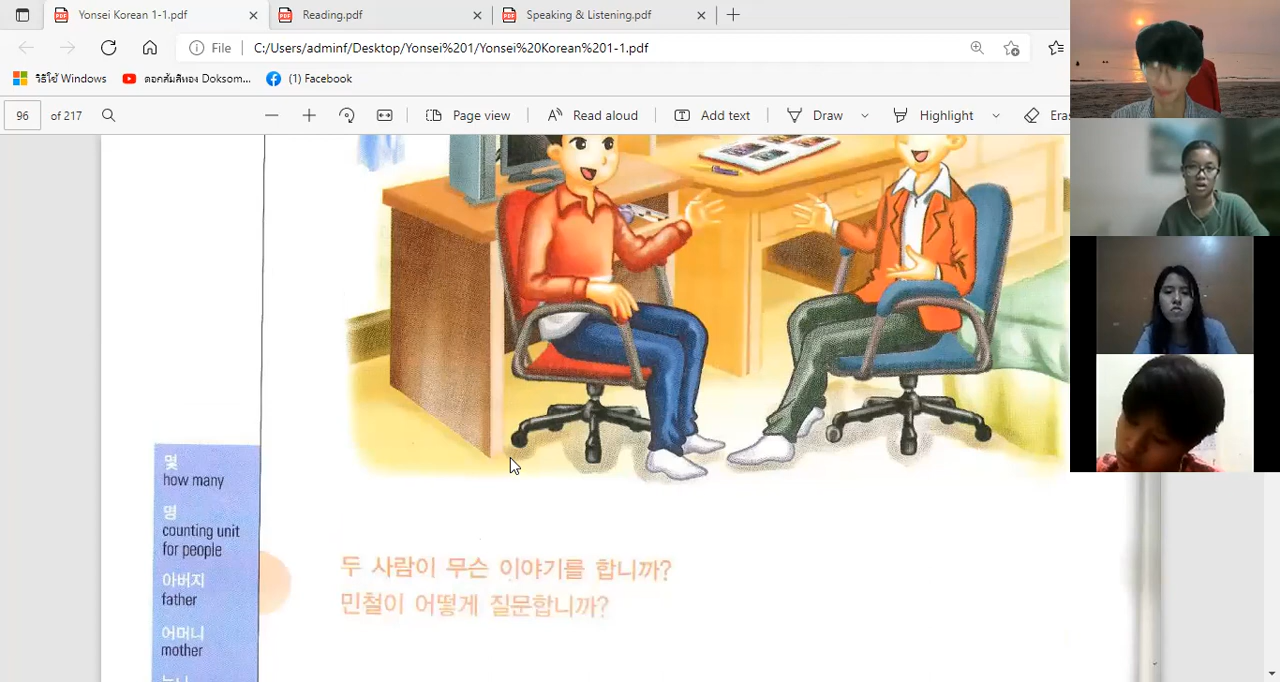 Yonsei Korean 1-1.pdf
Reading.pdf
Speaking & Listening.pdf
File
C:/Users/adminf/Desktop/Yonsei%201/Yonsei%20Korean%201-1.pdf
วิธีใช้ Windows
ดอกส้มสีทอง Doksom...
(1) Facebook
96
of 217
Page view
Read aloud
Add text
Draw
Highlight
Eras
몇
how many
명
counting unit
for people
아버지
father
어머니
mother
두 사람이 무슨 이야기를 합니까?
민철이 어떻게 질문합니까?